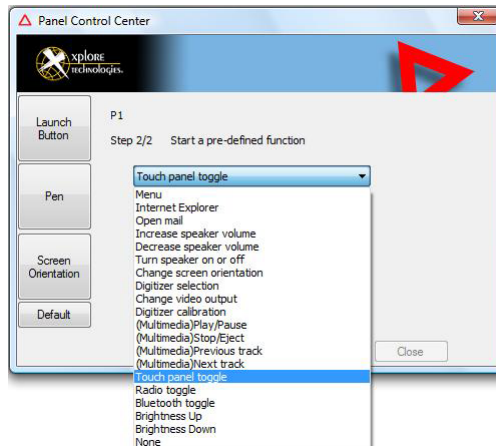 Panel Control Center
xplore
technologies.
Launch
Button
Pen
Screen
Orientation
Default
P1
Step 2/2 Start a pre-defined function
Touch panel toggle
Menu
Internet Explorer
Open mail
Increase speaker volume
Decrease speaker volume
Turn speaker on or off
Change screen orientation
Digitizer selection
Change video output
Digitizer calibration
(Multimedia)Play/Pause
(Multimedia)Stop/Eject
(Multimedia)Previous track
(Multimedia)Next track
Touch panel toggle
Radio toggle
Bluetooth toggle
Brightness Up
Brightness Down
None
Close